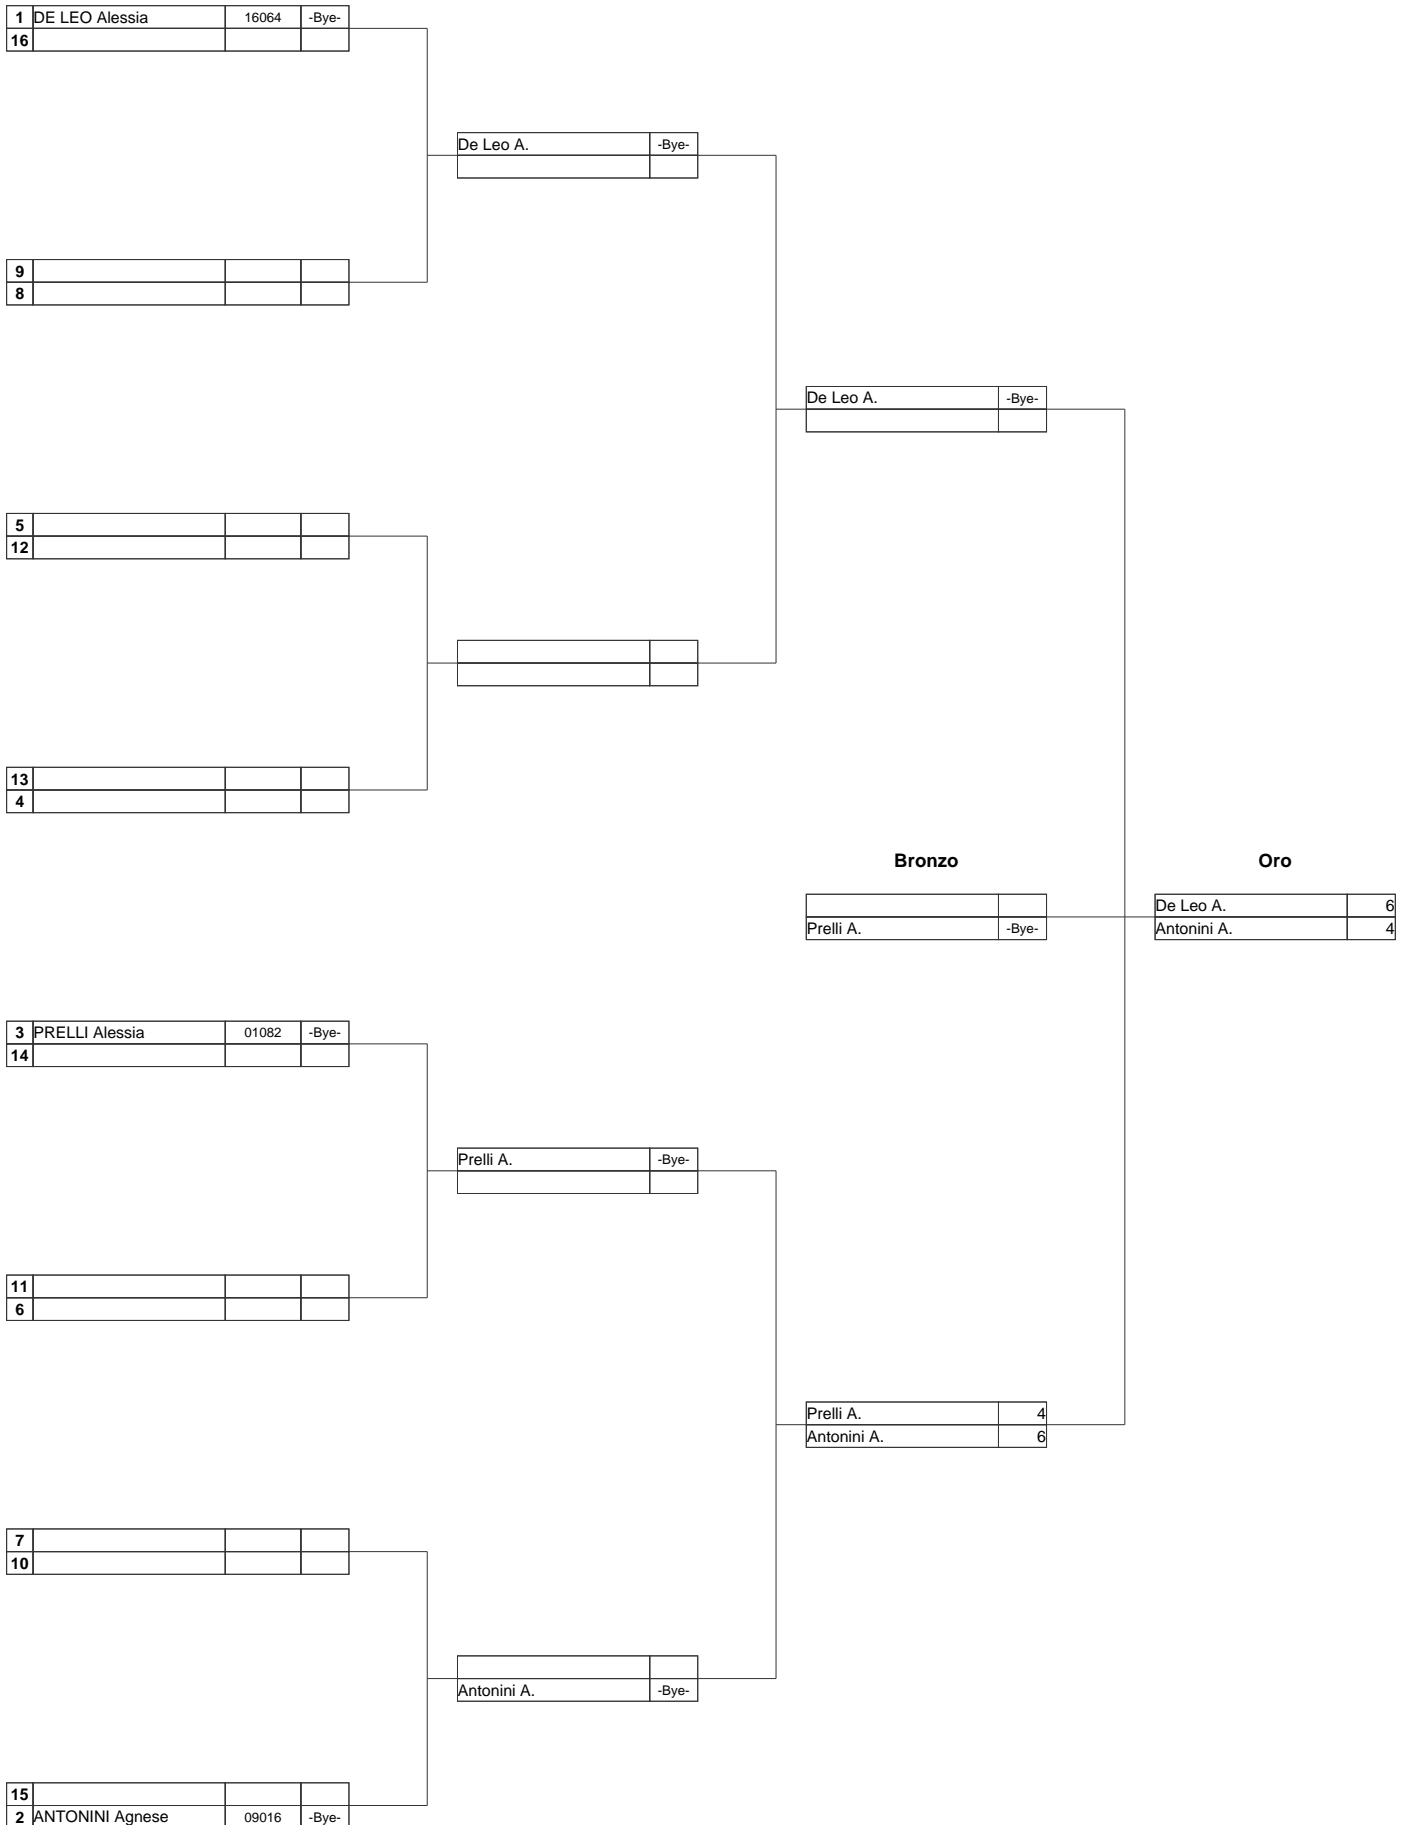 1 DE LEO Alessia 16064 -Bye-
16
De Leo A. -Bye-
9
8
De Leo A. -Bye-
5
12
13
4
Bronzo
Oro
Prelli A. -Bye-
De Leo A. 6
Antonini A. 4
3 PRELLI Alessia 01082 -Bye-
14
Prelli A. -Bye-
11
6
Prelli A. 4
Antonini A. 6
7
10
Antonini A. -Bye-
15
2 ANTONINI Agnese 09016 -Bye-